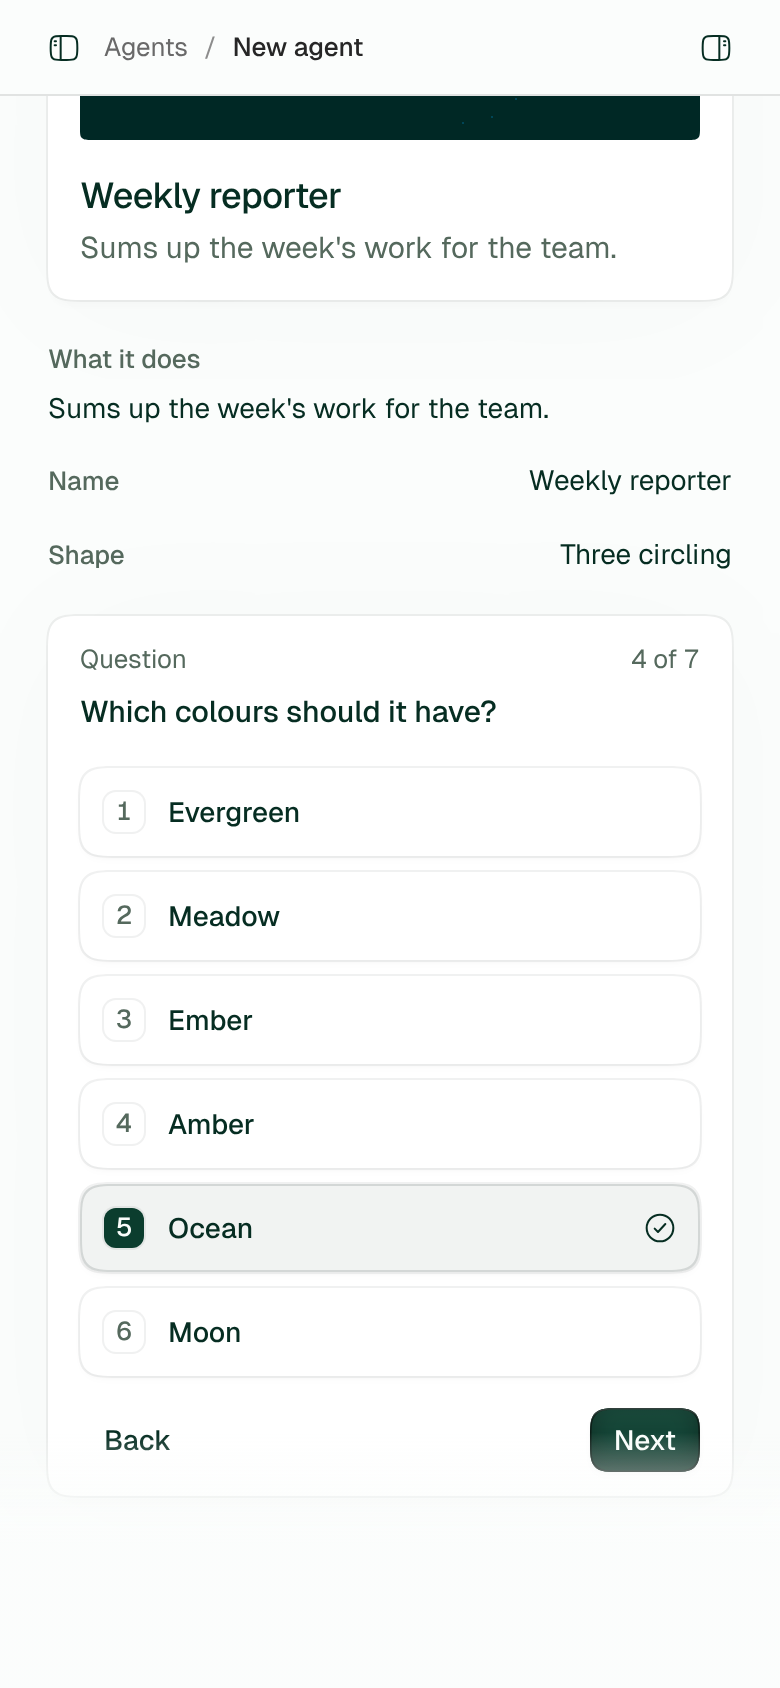 Agents / New agent
Weekly reporter
Sums up the week's work for the team.
What it does
Sums up the week's work for the team.
Name Weekly reporter
Shape Three circling
Question 4 of 7
Which colours should it have?
1 Evergreen
2 Meadow
3 Ember
4 Amber
5 Ocean
6 Moon
Back Next